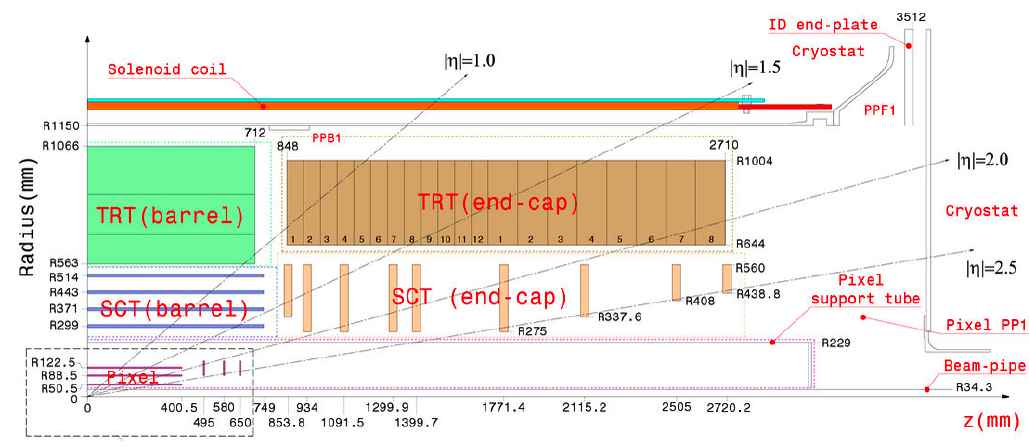 3512
ID end-plate
Cryostat
|η|=1.0
|η|=1.5
Solenoid coil
PPF1
R1150
PPB1
712
848
2710
R1066
R1004
|η|=2.0
TRT(barrel)
TRT(end-cap)
Cryostat
Radius(mm)
1 2 3 4 5 6 7 8 9 10 11 12 1 2 3 4 5 6 7 8
R644
R563
R560
|η|=2.5
R514
R443
R371
R299
SCT(barrel)
SCT (end-cap)
R438.8
R408
R337.6
R275
Pixel
support tube
Pixel PP1
R229
R122.5
R88.5
R50.5
Pixel
Beam-pipe
R34.3
0
0 400.5 580 749 934 1299.9 1771.4 2115.2 2505 2720.2
495 650 853.8 1091.5 1399.7
z(mm)